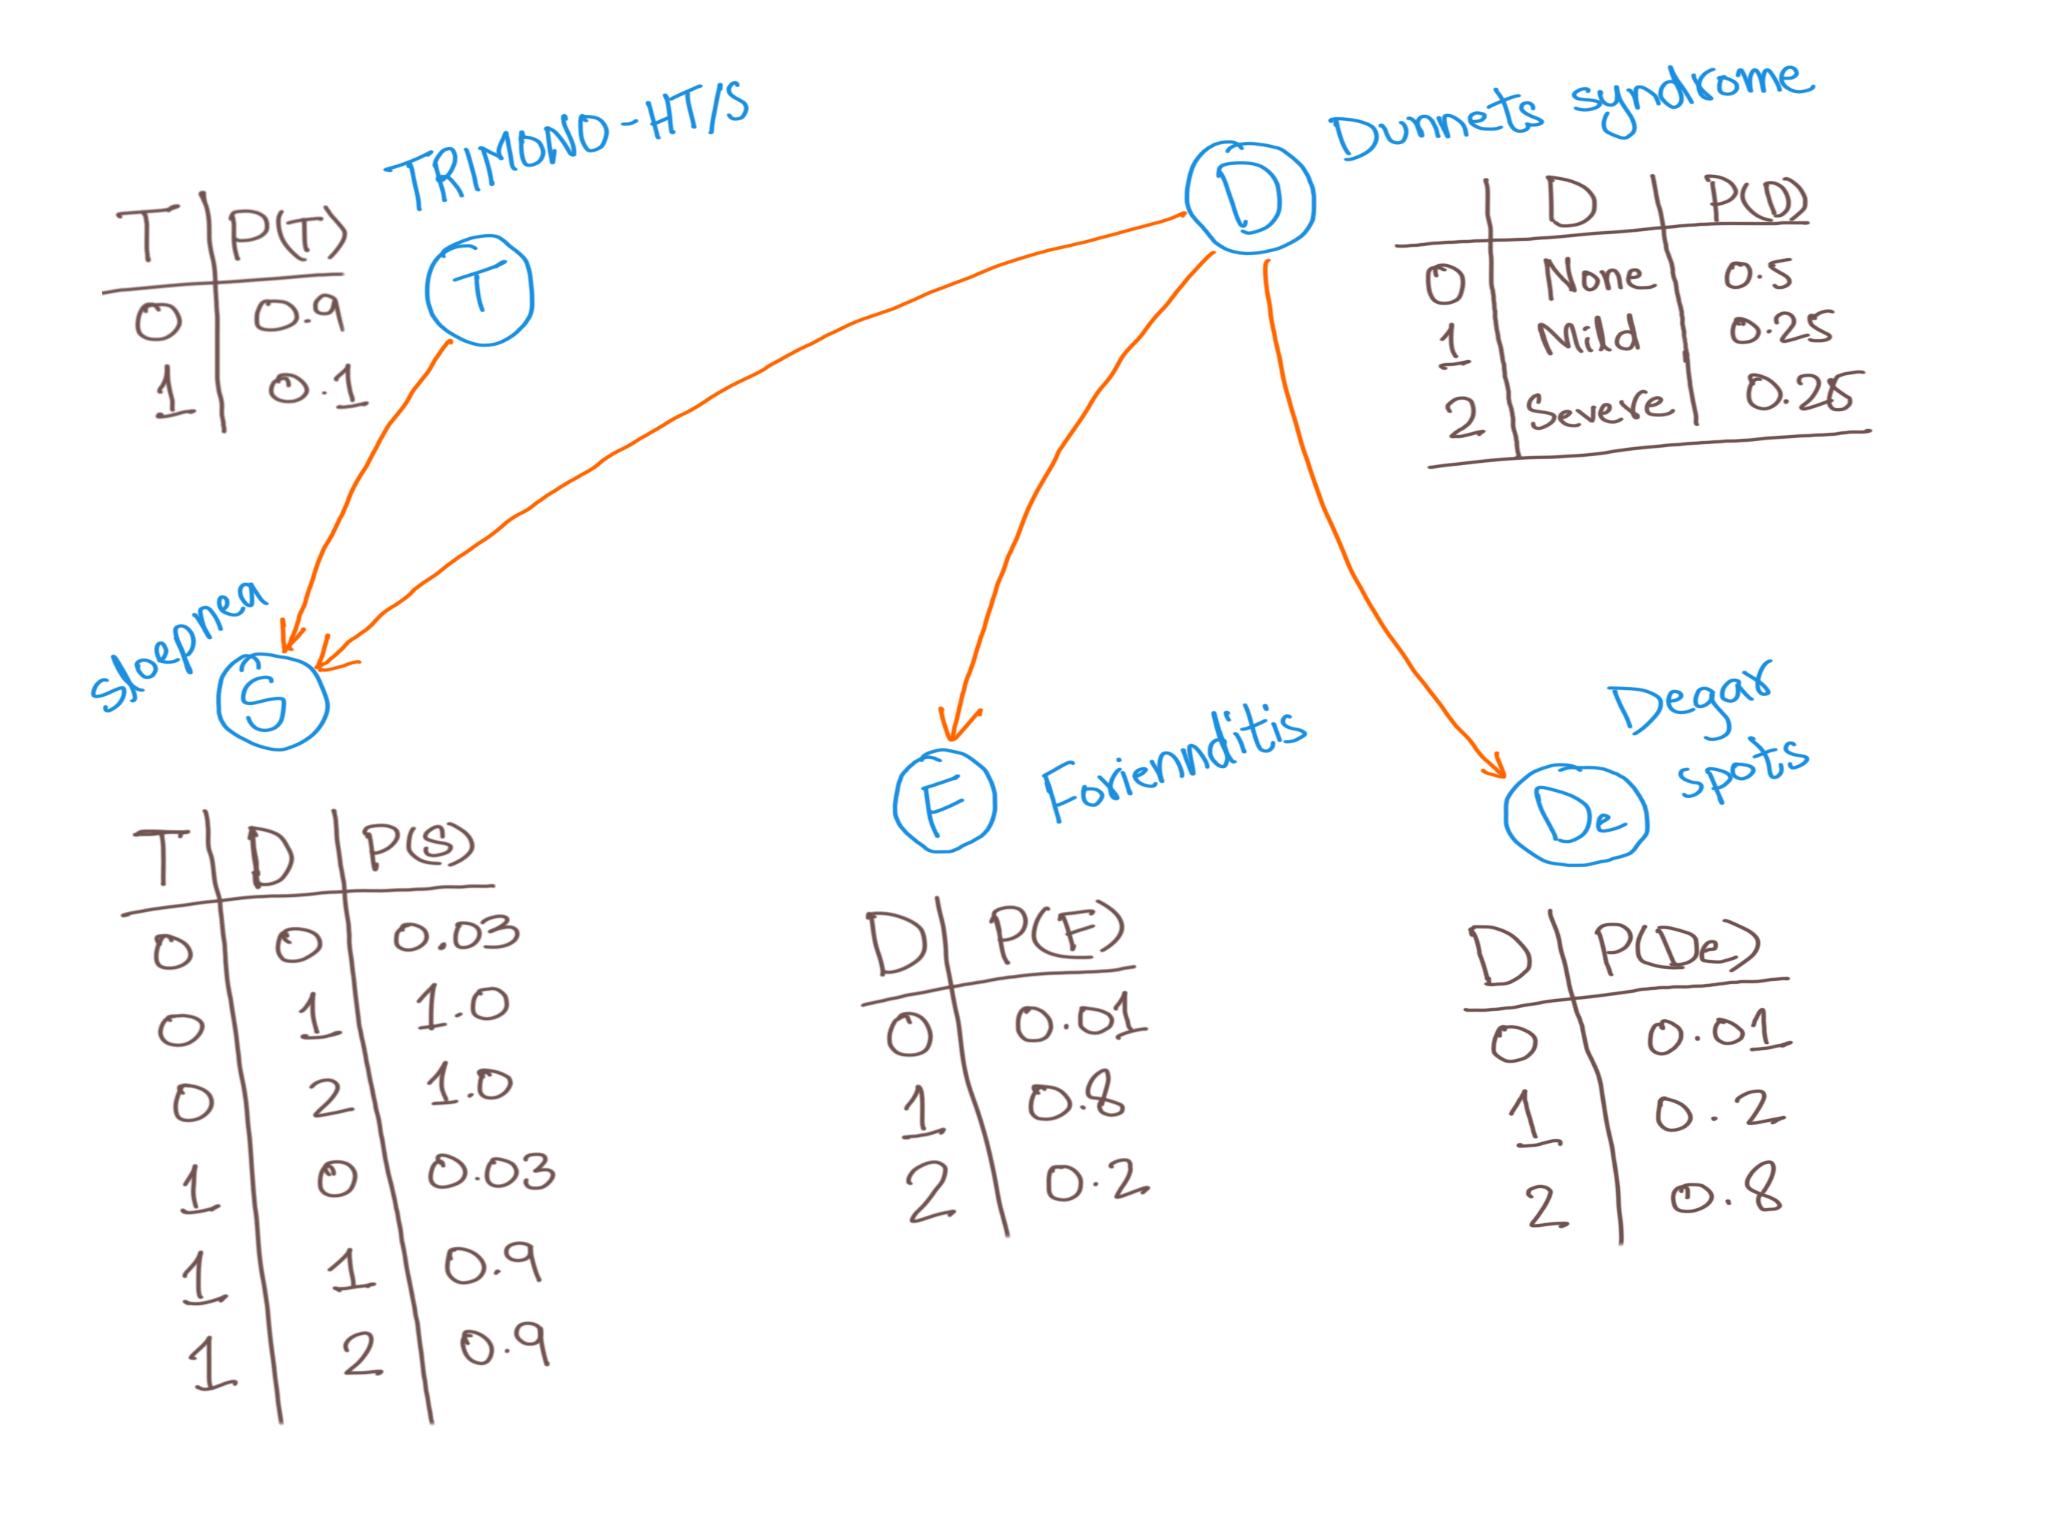 TRIMONO-HT/S
T P(T)
0 0.9
1 0.1
T
Dunnets syndrome
D
D P(D)
0 None 0.5
1 Mild 0.25
2 Severe 0.25
sloepnea
S
T D P(S)
0 0 0.03
0 1 1.0
0 2 1.0
1 0 0.03
1 1 0.9
1 2 0.9
Foriennditis
F
D P(F)
0 0.01
1 0.8
2 0.2
Degar
spots
De
D P(De)
0 0.01
1 0.2
2 0.8